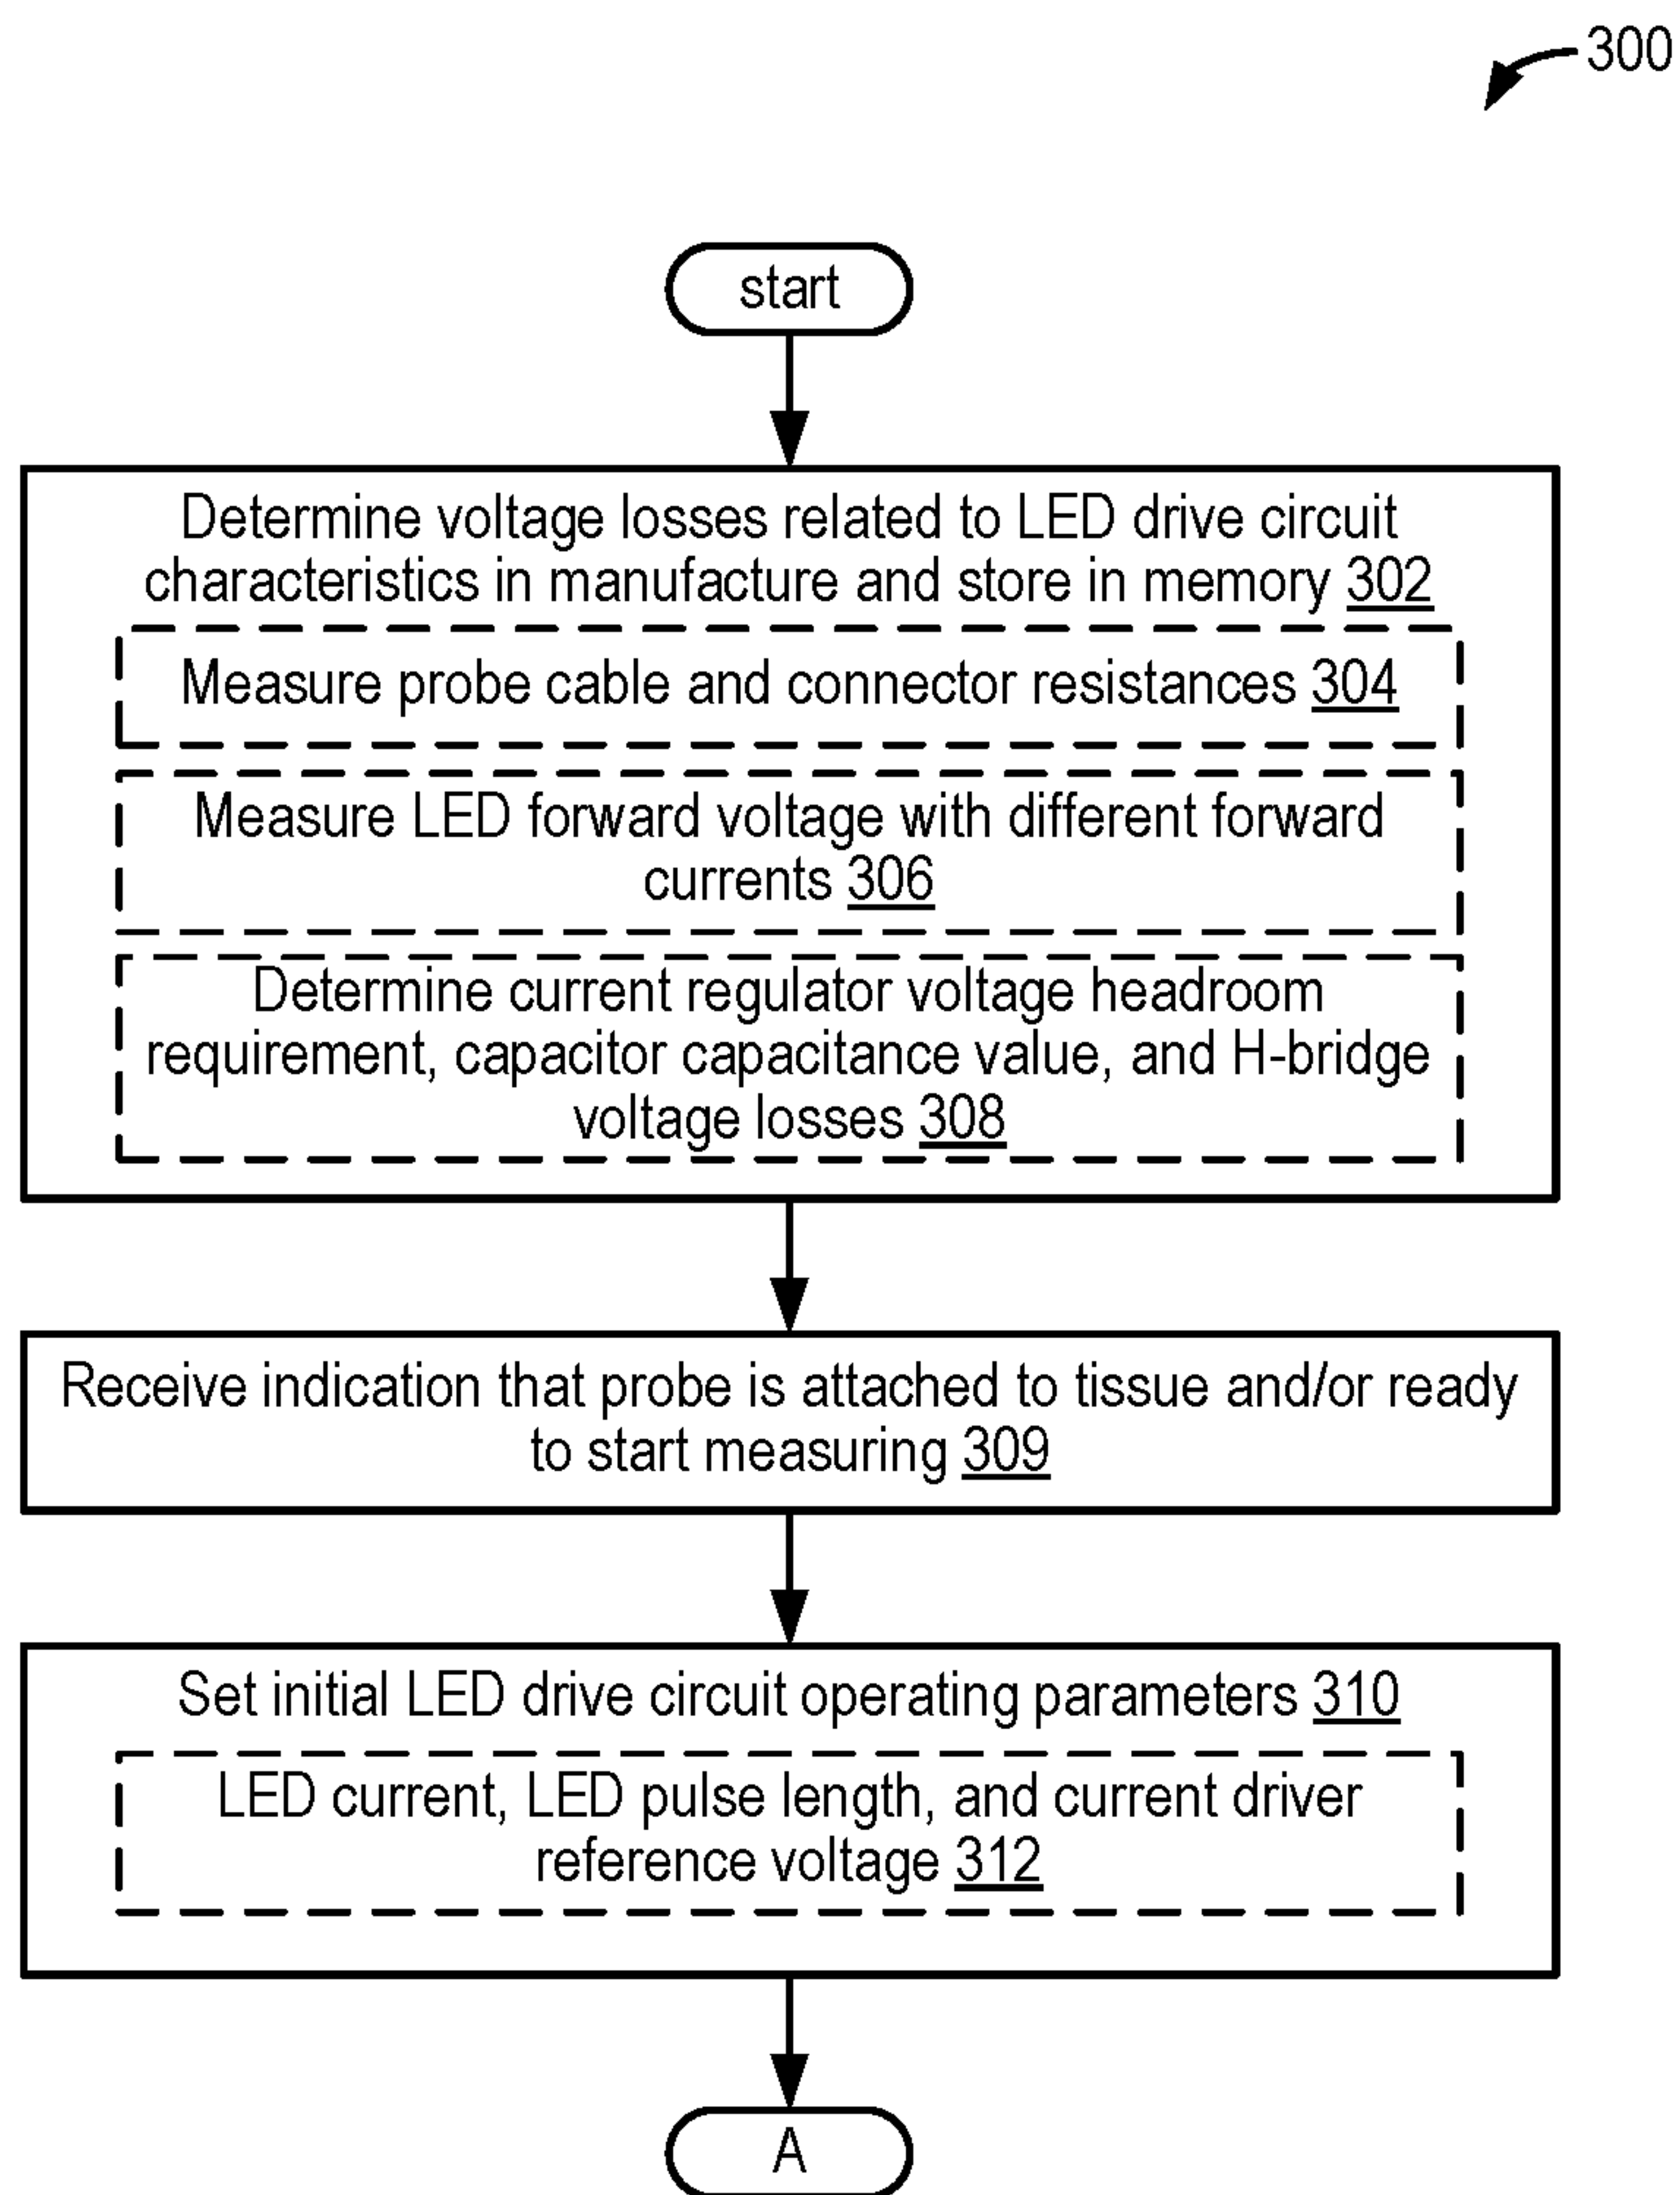 300
start
Determine voltage losses related to LED drive circuit
characteristics in manufacture and store in memory 302
Measure probe cable and connector resistances 304
Measure LED forward voltage with different forward
currents 306
Determine current regulator voltage headroom
requirement, capacitor capacitance value, and H-bridge
voltage losses 308
Receive indication that probe is attached to tissue and/or ready
to start measuring 309
Set initial LED drive circuit operating parameters 310
LED current, LED pulse length, and current driver
reference voltage 312
A